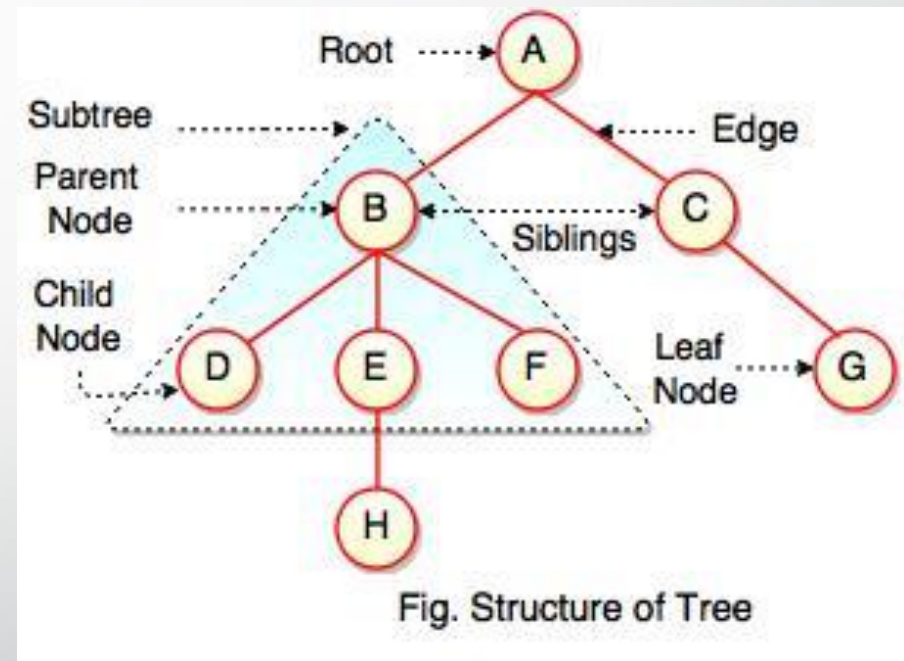 Root
A
Subtree
Edge
Parent
Node
B
C
Siblings
Child
Node
D
E
F
Leaf
Node
G
H
Fig. Structure of Tree